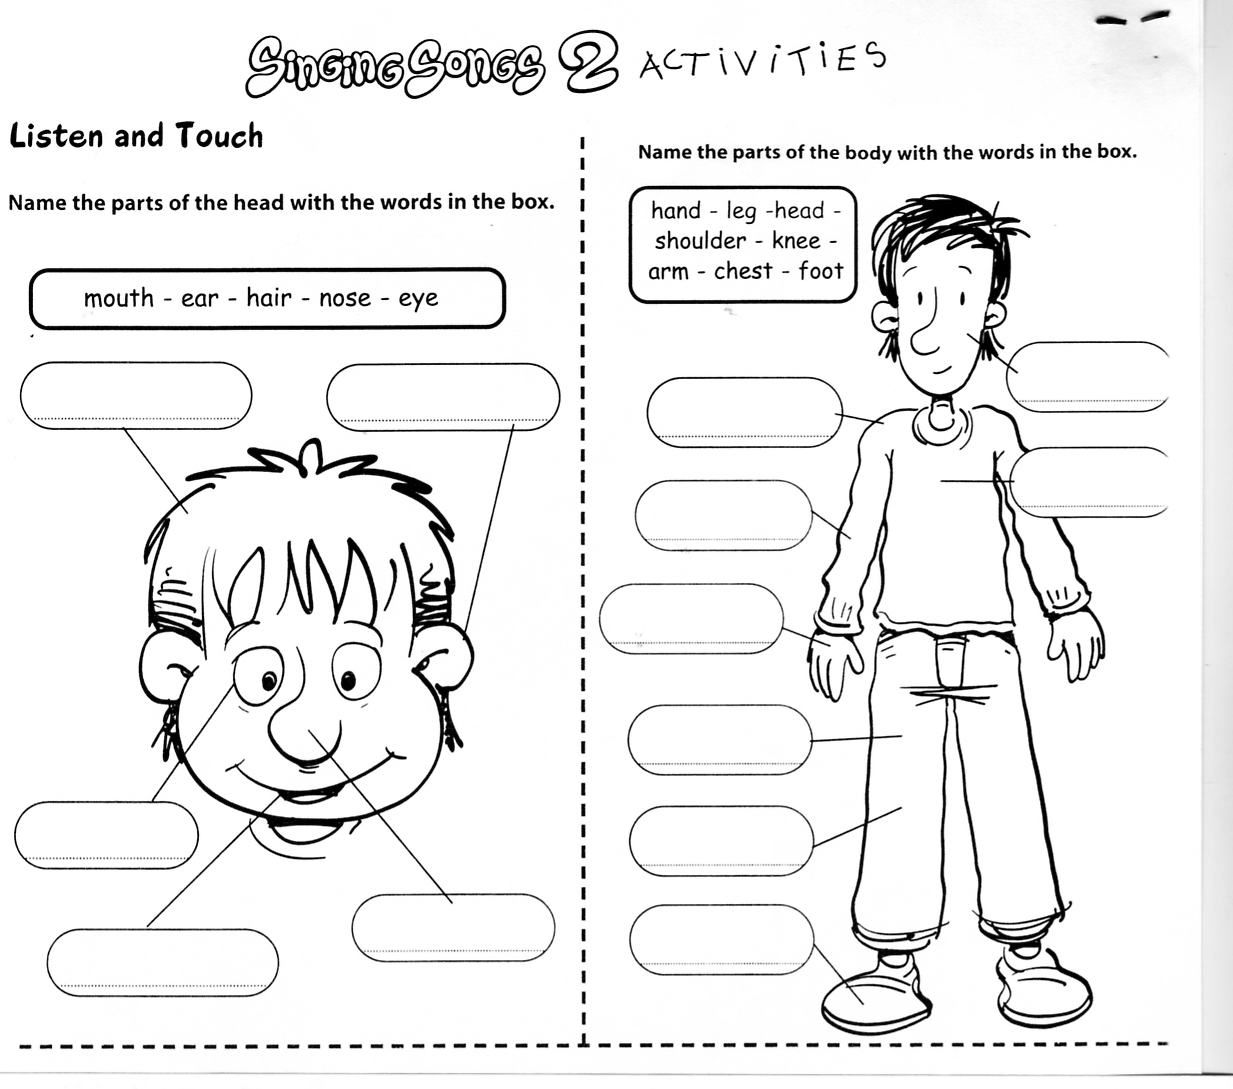 Singing Songs 2 ACTiViTiES
Listen and Touch
Name the parts of the head with the words in the box.
mouth - ear - hair - nose - eye
Name the parts of the body with the words in the box.
hand - leg -head -
shoulder - knee -
arm - chest - foot